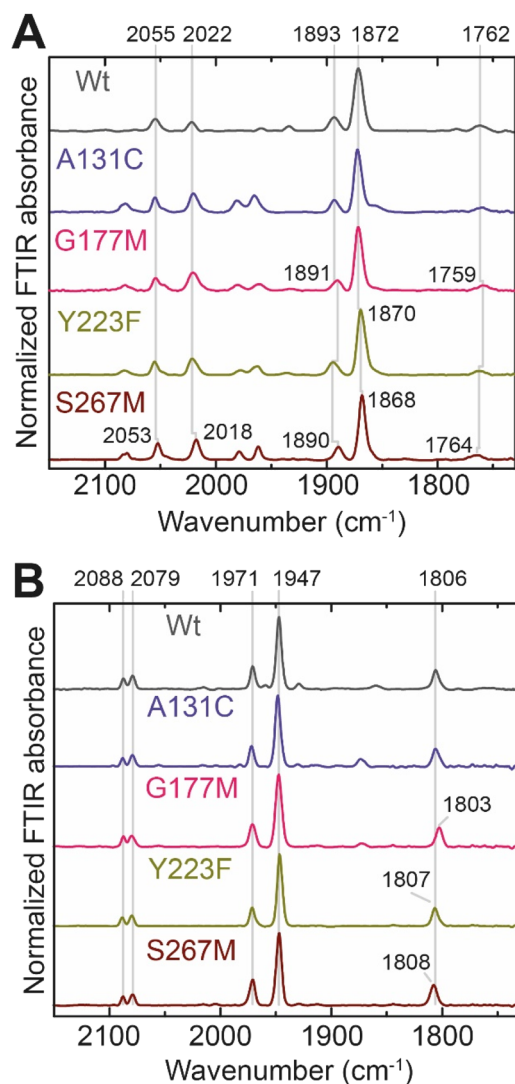 A
2055 2022 1893 1872 1762
Wt
A131C
G177M
1891 1759
Y223F
1870
S267M
1868
2053 2018 1890 1764
Normalized FTIR absorbance
2100 2000 1900 1800
Wavenumber (cm⁻¹)
B
2088 2079 1971 1947 1806
Wt
A131C
G177M
1803
Y223F
1807
S267M
1808
Normalized FTIR absorbance
2100 2000 1900 1800
Wavenumber (cm⁻¹)